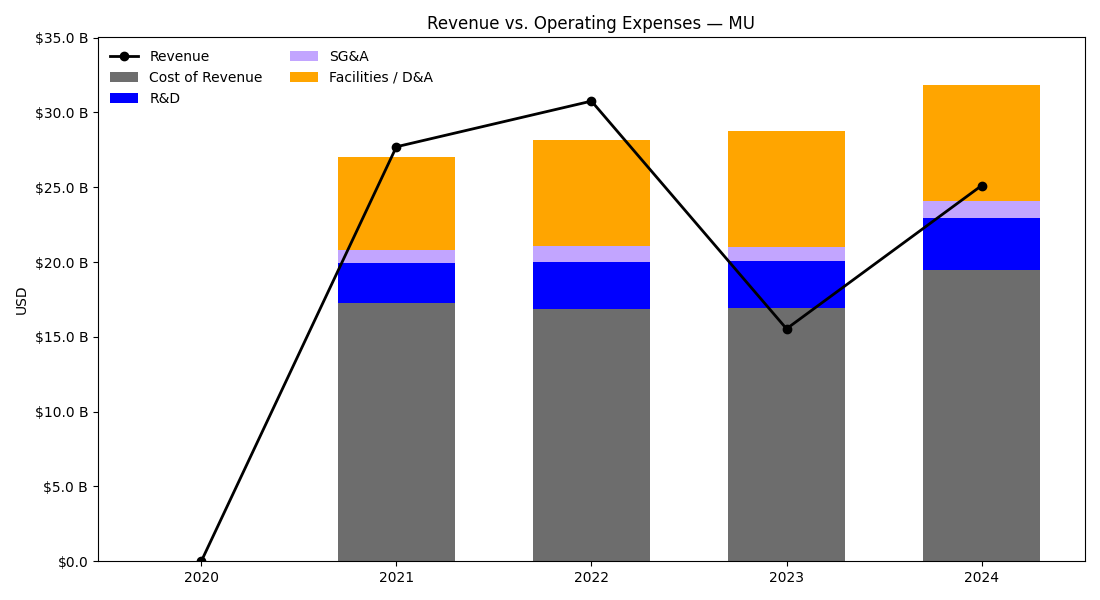 Revenue vs. Operating Expenses — MU
$35.0 B
$30.0 B
$25.0 B
$20.0 B
$15.0 B
$10.0 B
$5.0 B
$0.0
USD
Revenue
Cost of Revenue
R&D
SG&A
Facilities / D&A
2020
2021
2022
2023
2024